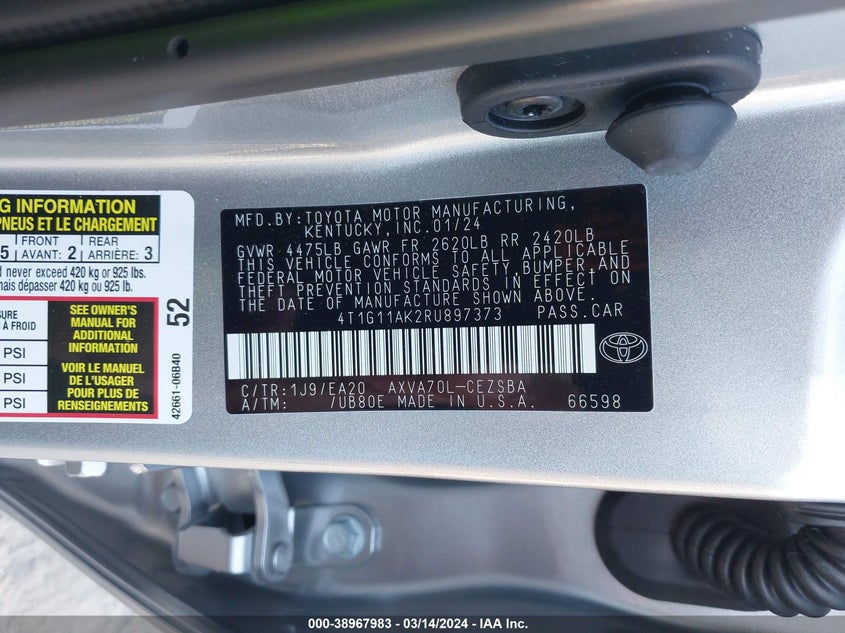 G INFORMATION
PNEUS ET LE CHARGEMENT
5 FRONT AVANT: 2 REAR ARRIÈRE: 3
d never exceed 420 kg or 925 lbs.
nais dépasser 420 kg ou 925 lb.
SURE
À FROID
PSI
PSI
PSI
SEE OWNER'S
MANUAL FOR
ADDITIONAL
INFORMATION
VOIR LE MANUEL
DE L'USAGER
POUR PLUS DE
RENSEIGNEMENTS
52
42661-06B40
MFD.BY:TOYOTA MOTOR MANUFACTURING,
KENTUCKY,INC.01/24
GVWR 4475LB GAWR FR 2620LB RR 2420LB
THIS VEHICLE CONFORMS TO ALL APPLICABLE
FEDERAL MOTOR VEHICLE SAFETY,BUMPER,AND
THEFT PREVENTION STANDARDS IN EFFECT ON
THE DATE OF MANUFACTURE SHOWN ABOVE.
4T1G11AK2RU897373 PASS.CAR
C/TR:1J9/EA20 AXVA70L-CEZSBA
A/TM: /UB80E MADE IN U.S.A. 66598
000-38967983 - 03/14/2024 - IAA Inc.